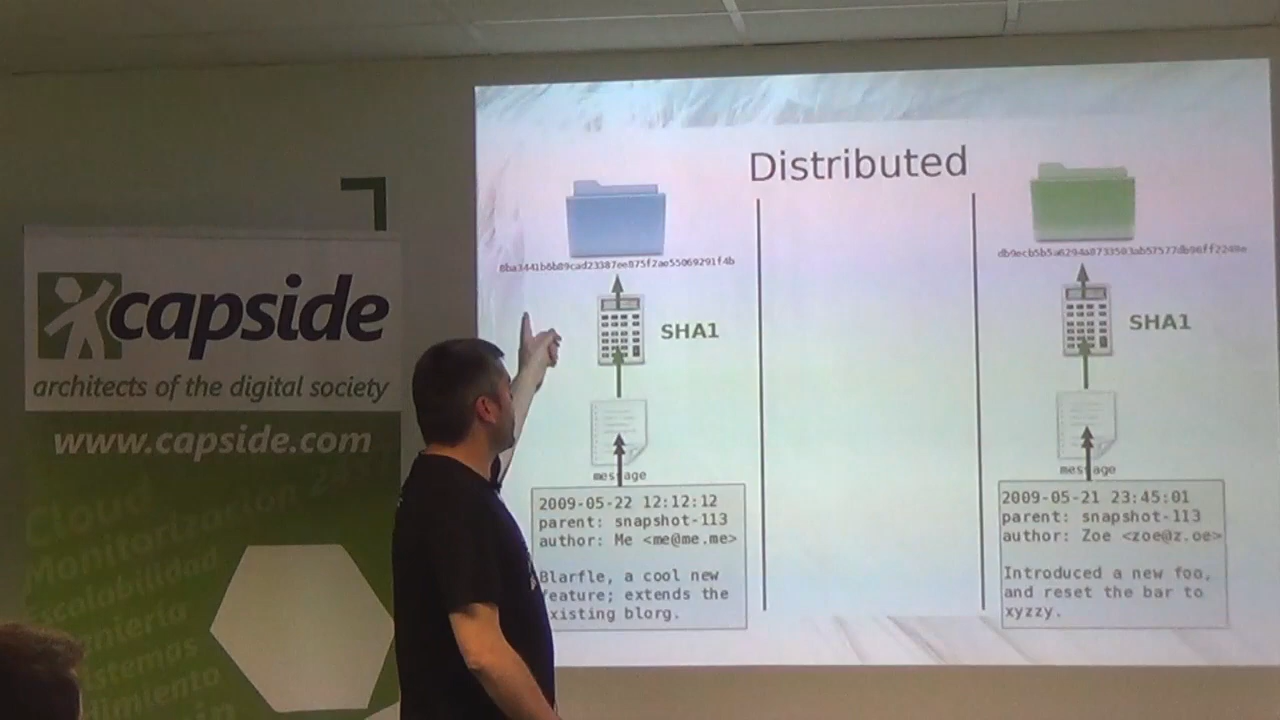 capside
architects of the digital society
www.capside.com
Cloud
Monitorización 24
Escalabilidad
Distributed
SHA1
message
2009-05-22 12:12:12
parent: snapshot-113
author: Me <me@me.me>
Blarfle, a cool new
feature; extends the
xisting blorg.
SHA1
message
2009-05-21 23:45:01
parent: snapshot-113
author: Zoe <zoe@z.oe>
Introduced a new foo,
and reset the bar to
xyzzy.